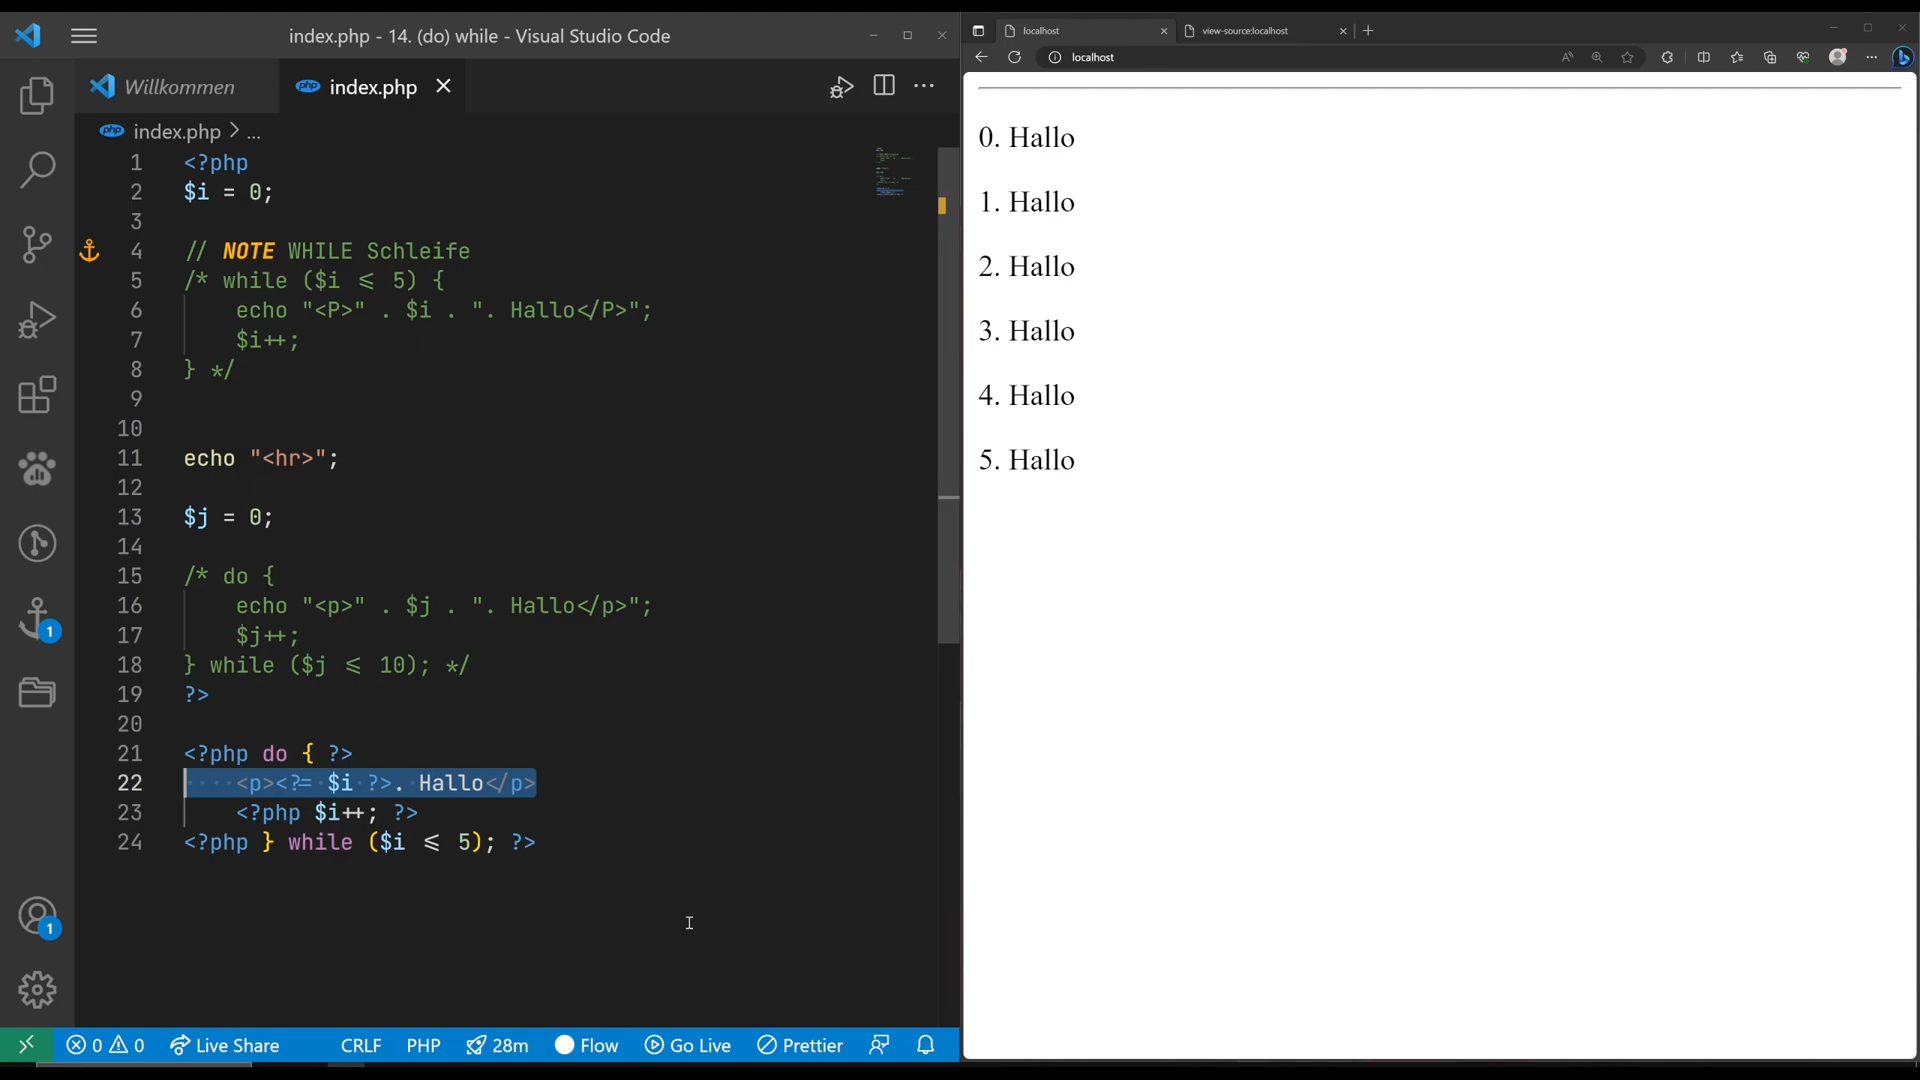 index.php - 14. (do) while - Visual Studio Code
Willkommen
index.php
index.php > ...
1 <?php
2 $i = 0;
3
4 // NOTE WHILE Schleife
5 /* while ($i <= 5) {
6 echo "<P>" . $i . ". Hallo</P>";
7 $i++;
8 } */
9
10
11 echo "<hr>";
12
13 $j = 0;
14
15 /* do {
16 echo "<p>" . $j . ". Hallo</p>";
17 $j++;
18 } while ($j <= 10); */
19 ?>
20
21 <?php do { ?>
22 <p><?= $i ?>. Hallo</p>
23 <?php $i++; ?>
24 <?php } while ($i <= 5); ?>
1
1
0 0 Live Share CRLF PHP 28m Flow Go Live Prettier
localhost
view-source:localhost
localhost
0. Hallo
1. Hallo
2. Hallo
3. Hallo
4. Hallo
5. Hallo